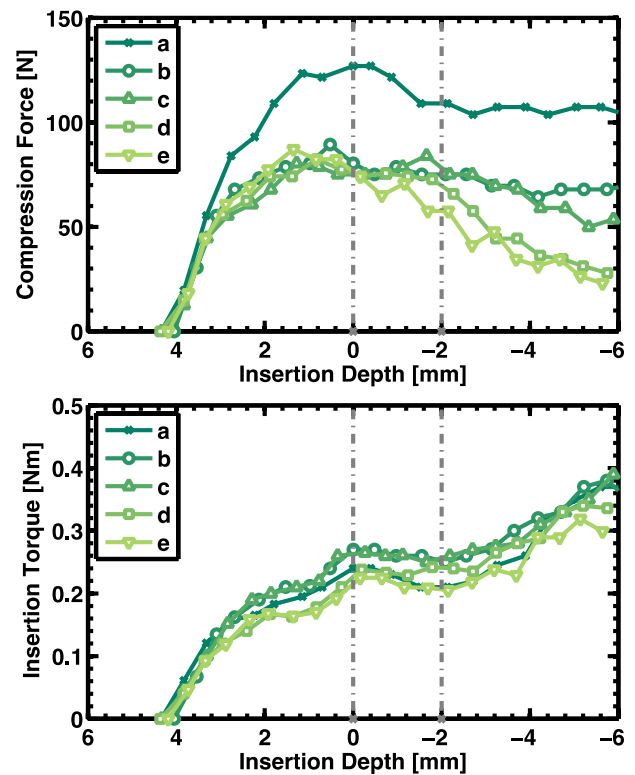 Compression Force [N]
150
100
50
0
a
b
c
d
e
6 4 2 0 −2 −4 −6
Insertion Depth [mm]
Insertion Torque [Nm]
0.5
0.4
0.3
0.2
0.1
0
a
b
c
d
e
6 4 2 0 −2 −4 −6
Insertion Depth [mm]